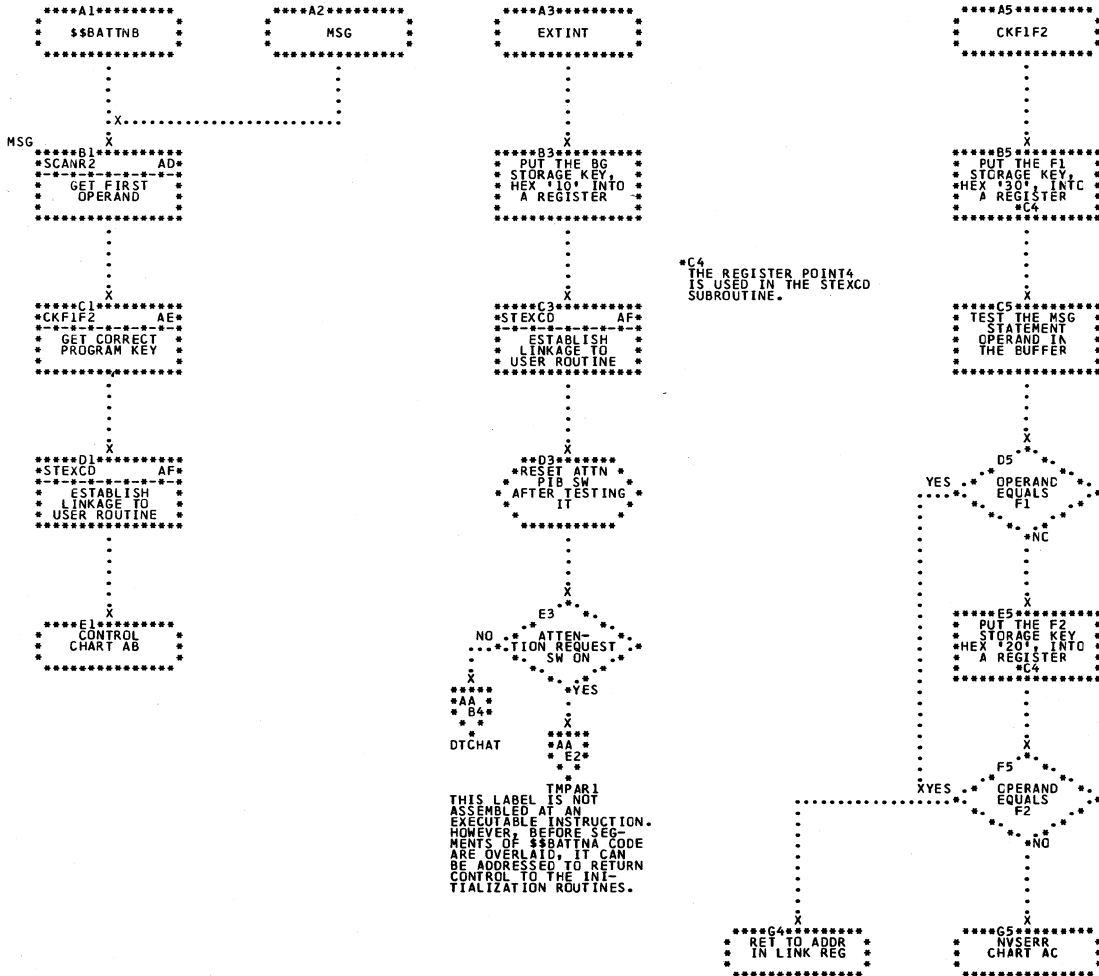 A1
$$BATTNB
A2
MSG
A3
EXTINT
A5
CKF1F2
MSG
B1
SCANR2 AD
GET FIRST
OPERAND
B3
PUT THE BG
STORAGE KEY,
HEX '10' INTO
A REGISTER
B5
PUT THE F1
STORAGE KEY,
HEX '30', INTO
A REGISTER
*C4
*C4
THE REGISTER POINT4
IS USED IN THE STEXCD
SUBROUTINE.
C1
CKF1F2 AE
GET CORRECT
PROGRAM KEY
C3
STEXCD AF
ESTABLISH
LINKAGE TO
USER ROUTINE
C5
TEST THE MSG
STATEMENT
OPERAND IN
THE BUFFER
D1
STEXCD AF
ESTABLISH
LINKAGE TO
USER ROUTINE
D3
RESET ATTN
PIB SW
AFTER TESTING
IT
D5
YES
OPERAND
EQUALS
F1
NO
E1
CONTROL
CHART AB
E3
NO
ATTEN-
TION REQUEST
SW ON
YES
E5
PUT THE F2
STORAGE KEY
HEX '20', INTO
A REGISTER
*C4
AA
B4
DTCHAT
AA
E2
TMPAR1
THIS LABEL IS NOT
ASSEMBLED AT AN
EXECUTABLE INSTRUCTION.
HOWEVER, BEFORE SEG-
MENTS OF $$BATTNA CODE
ARE OVERLAID, IT CAN
BE ADDRESSED TO RETURN
CONTROL TO THE INI-
TIALIZATION ROUTINES.
F5
XYES
OPERAND
EQUALS
F2
NO
G4
RET TO ADDR
IN LINK REG
G5
NVSERR
CHART AC